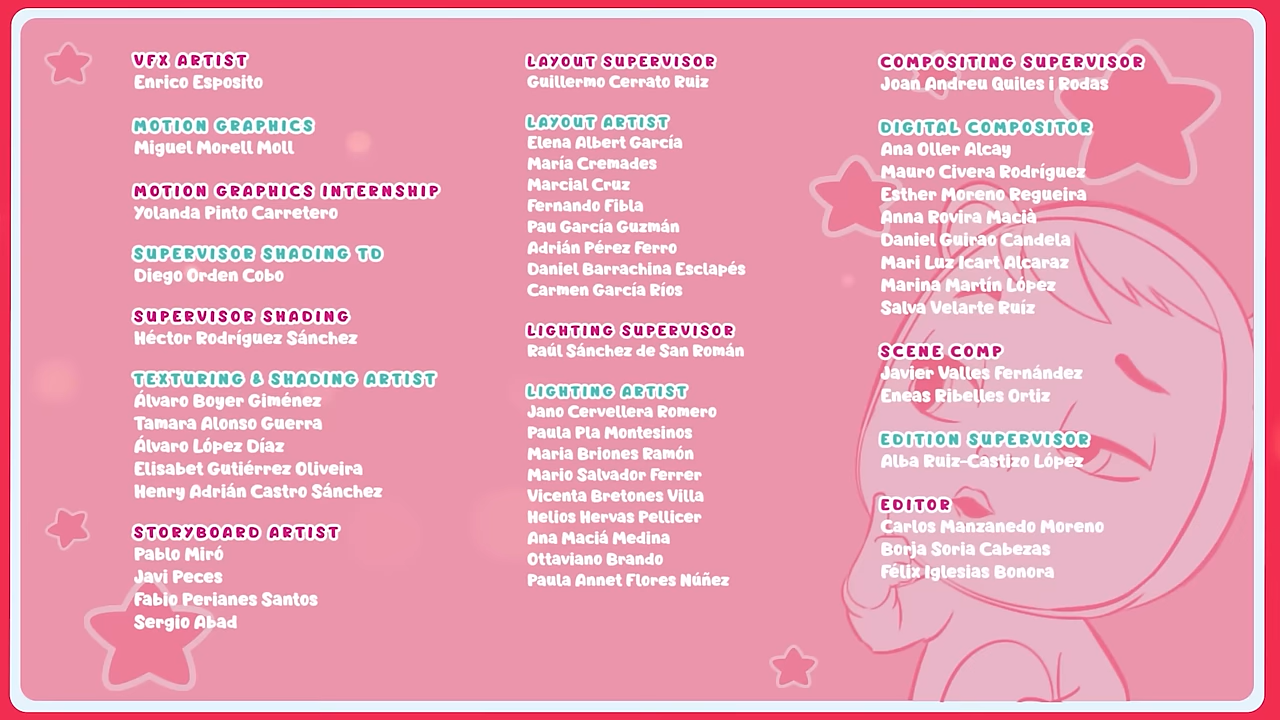 VFX ARTIST
Enrico Esposito
MOTION GRAPHICS
Miguel Morell Moll
MOTION GRAPHICS INTERNSHIP
Yolanda Pinto Carretero
SUPERVISOR SHADING TD
Diego Orden Cobo
SUPERVISOR SHADING
Héctor Rodríguez Sánchez
TEXTURING & SHADING ARTIST
Álvaro Boyer Giménez
Tamara Alonso Guerra
Álvaro López Díaz
Elisabet Gutiérrez Oliveira
Henry Adrián Castro Sánchez
STORYBOARD ARTIST
Pablo Miró
Javi Peces
Fabio Perianes Santos
Sergio Abad
LAYOUT SUPERVISOR
Guillermo Cerrato Ruiz
LAYOUT ARTIST
Elena Albert García
María Cremades
Marcial Cruz
Fernando Fibla
Pau García Guzmán
Adrián Pérez Ferro
Daniel Barrachina Esclapés
Carmen García Ríos
LIGHTING SUPERVISOR
Raúl Sánchez de San Román
LIGHTING ARTIST
Jano Cervellera Romero
Paula Pla Montesinos
Maria Briones Ramón
Mario Salvador Ferrer
Vicenta Bretones Villa
Helios Hervas Pellicer
Ana Maciá Medina
Ottaviano Brando
Paula Annet Flores Núñez
COMPOSITING SUPERVISOR
Joan Andreu Quiles i Rodas
DIGITAL COMPOSITOR
Ana Oller Alcay
Mauro Civera Rodríguez
Esther Moreno Regueira
Anna Rovira Macià
Daniel Guirao Candela
Mari Luz Icart Alcaraz
Marina Martín López
Salva Velarte Ruíz
SCENE COMP
Javier Valles Fernández
Eneas Ribelles Ortiz
EDITION SUPERVISOR
Alba Ruiz-Castizo López
EDITOR
Carlos Manzanedo Moreno
Borja Soria Cabezas
Félix Iglesias Bonora